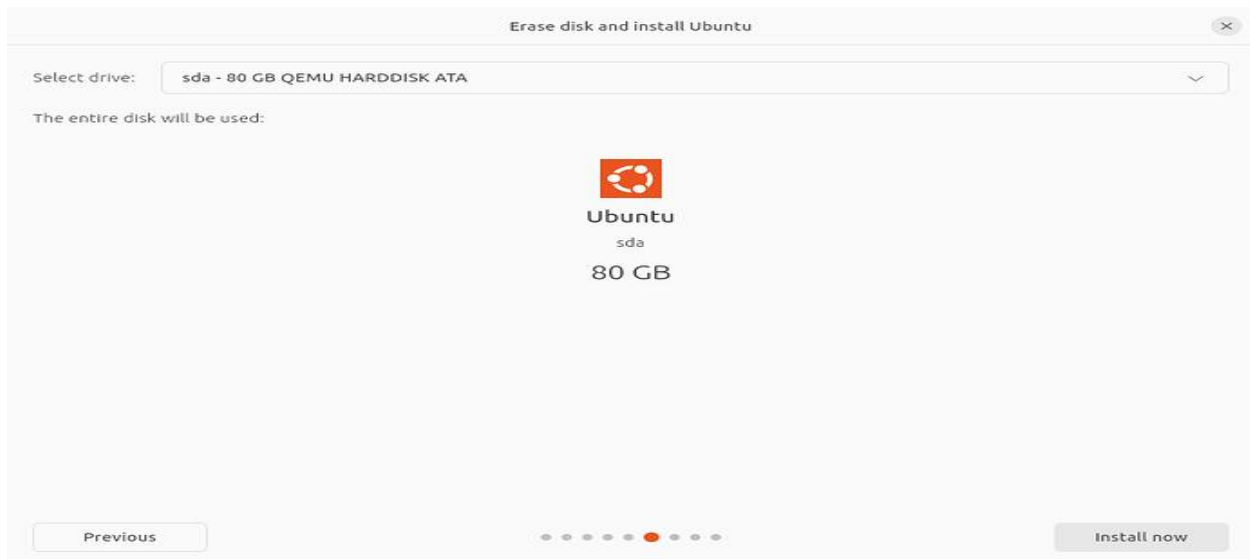 Erase disk and install Ubuntu
Select drive: sda - 80 GB QEMU HARDDISK ATA
The entire disk will be used:
Ubuntu
sda
80 GB
Previous Install now